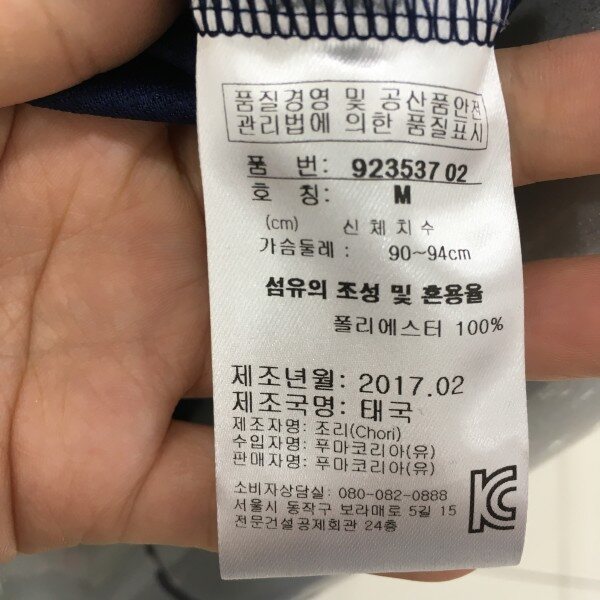 품질경영 및 공산품안전
관리법에 의한 품질표시
품 번: 923537 02
호 칭: M
(cm) 신체치수
가슴둘레 : 90~94cm
섬유의 조성 및 혼용율
폴리에스터 100%
제조년월: 2017.02
제조국명: 태국
제조자명: 조리(Chori)
수입자명: 푸마코리아(유)
판매자명: 푸마코리아(유)
소비자상담실: 080-082-0888
서울시 동작구 보라매로 5길 15
전문건설공제회관 24층
KC